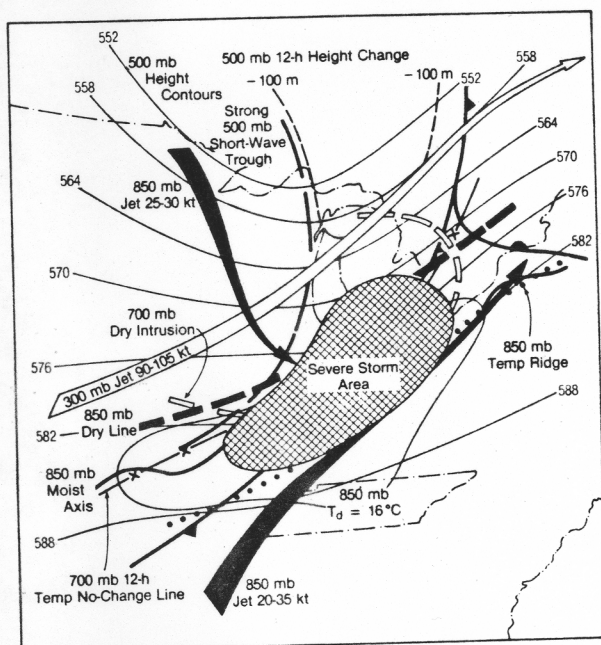 552
500 mb
Height
Contours
500 mb 12-h Height Change
- 100 m
- 100 m
552
558
558
Strong
500 mb
Short-Wave
Trough
564
564
850 mb
Jet 25-30 kt
570
576
582
570
700 mb
Dry Intrusion
850 mb
Temp Ridge
576
300 mb Jet 90-105 kt
Severe Storm
Area
588
582
850 mb
Dry Line
850 mb
Moist
Axis
850 mb
Td = 16 °C
588
700 mb 12-h
Temp No-Change Line
850 mb
Jet 20-35 kt